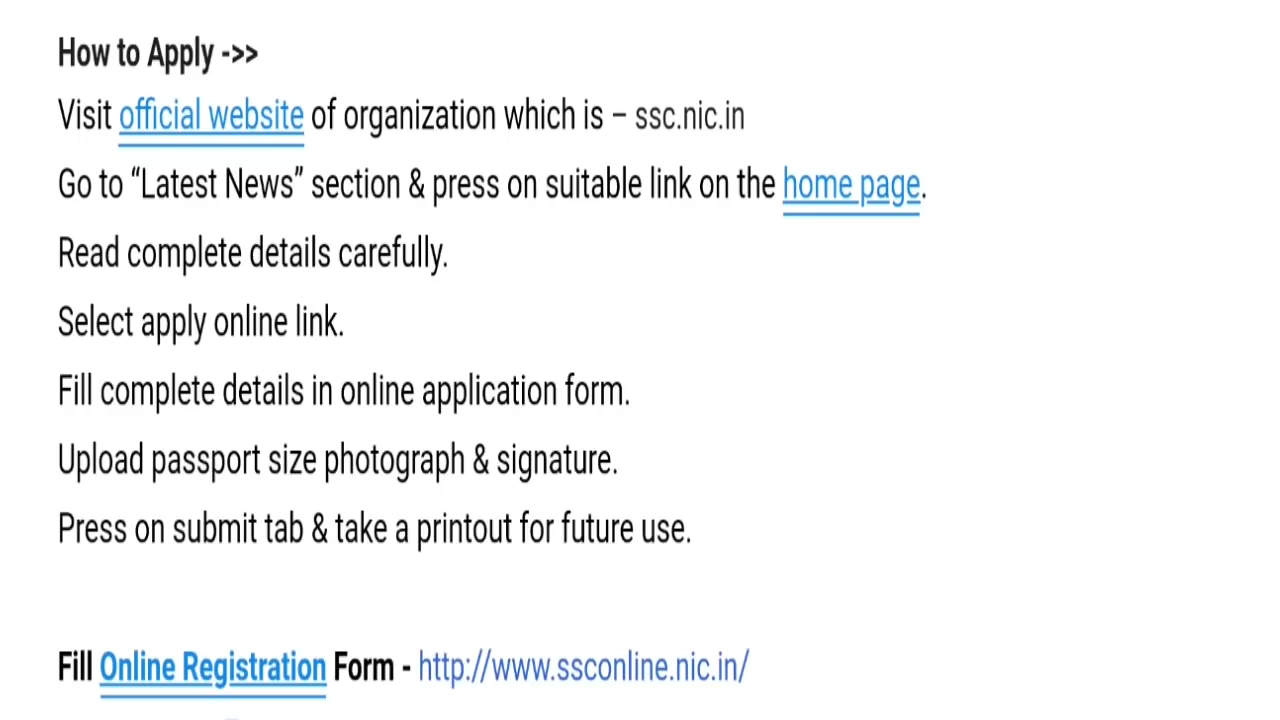 How to Apply ->>
Visit official website of organization which is – ssc.nic.in
Go to “Latest News” section & press on suitable link on the home page.
Read complete details carefully.
Select apply online link.
Fill complete details in online application form.
Upload passport size photograph & signature.
Press on submit tab & take a printout for future use.
Fill Online Registration Form - http://www.ssconline.nic.in/